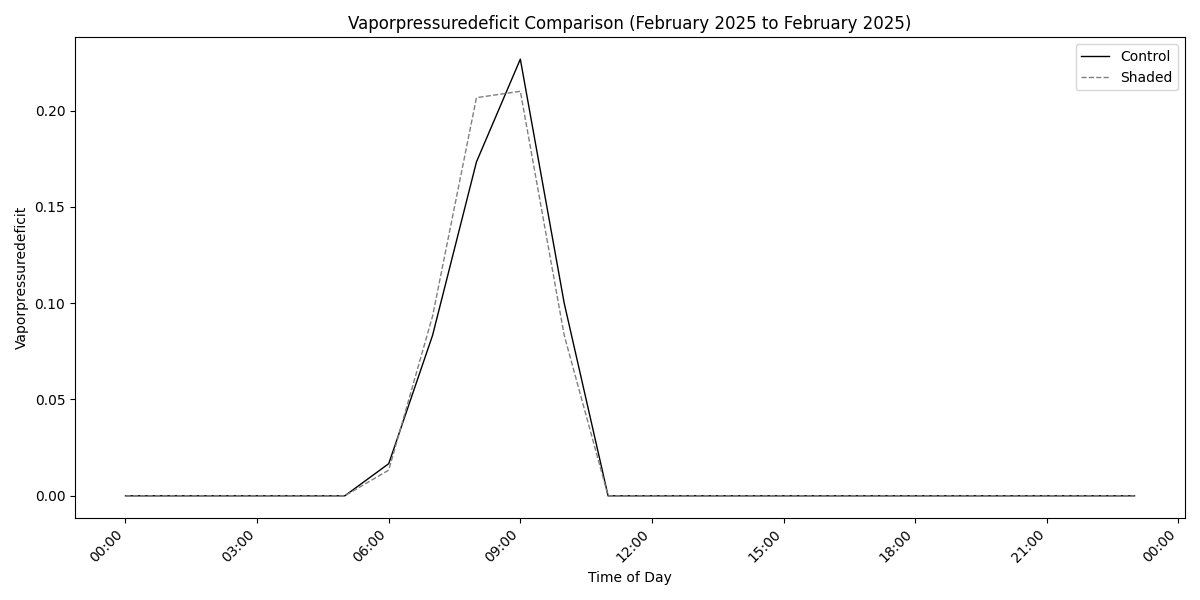 Vaporpressuredeficit Comparison (February 2025 to February 2025)
Control
Shaded
Vaporpressuredeficit
0.20
0.15
0.10
0.05
0.00
00:00
03:00
06:00
09:00
12:00
15:00
18:00
21:00
00:00
Time of Day